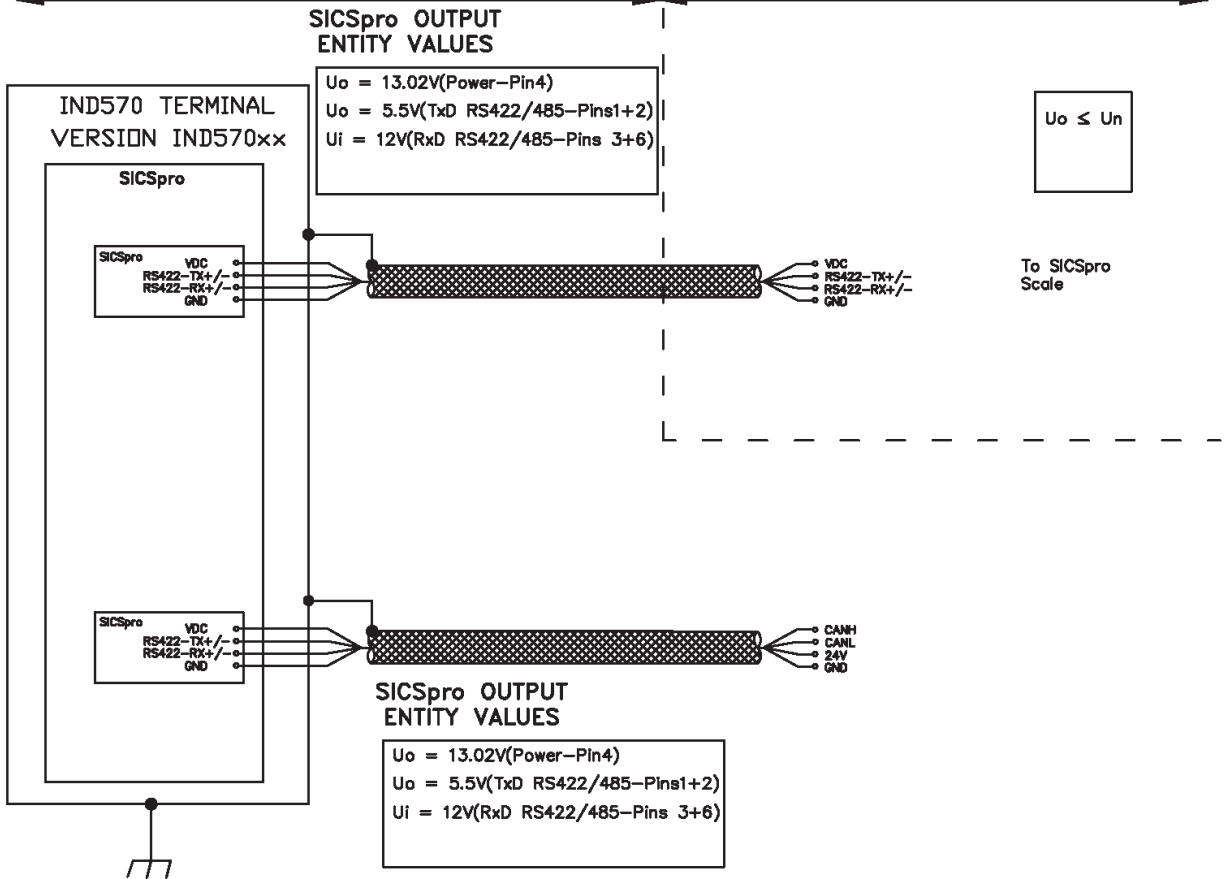 SICSpro OUTPUT
ENTITY VALUES
Uo = 13.02V(Power-Pin4)
Uo = 5.5V(TxD RS422/485-Pins1+2)
Ui = 12V(RxD RS422/485-Pins 3+6)
IND570 TERMINAL
VERSION IND570xx
SICSpro
Uo ≤ Un
SICSpro
VDC
RS422-TX+/-
RS422-RX+/-
GND
VDC
RS422-TX+/-
RS422-RX+/-
GND
To SICSpro
Scale
SICSpro
VDC
RS422-TX+/-
RS422-RX+/-
GND
CANH
CANL
24V
GND
SICSpro OUTPUT
ENTITY VALUES
Uo = 13.02V(Power-Pin4)
Uo = 5.5V(TxD RS422/485-Pins1+2)
Ui = 12V(RxD RS422/485-Pins 3+6)